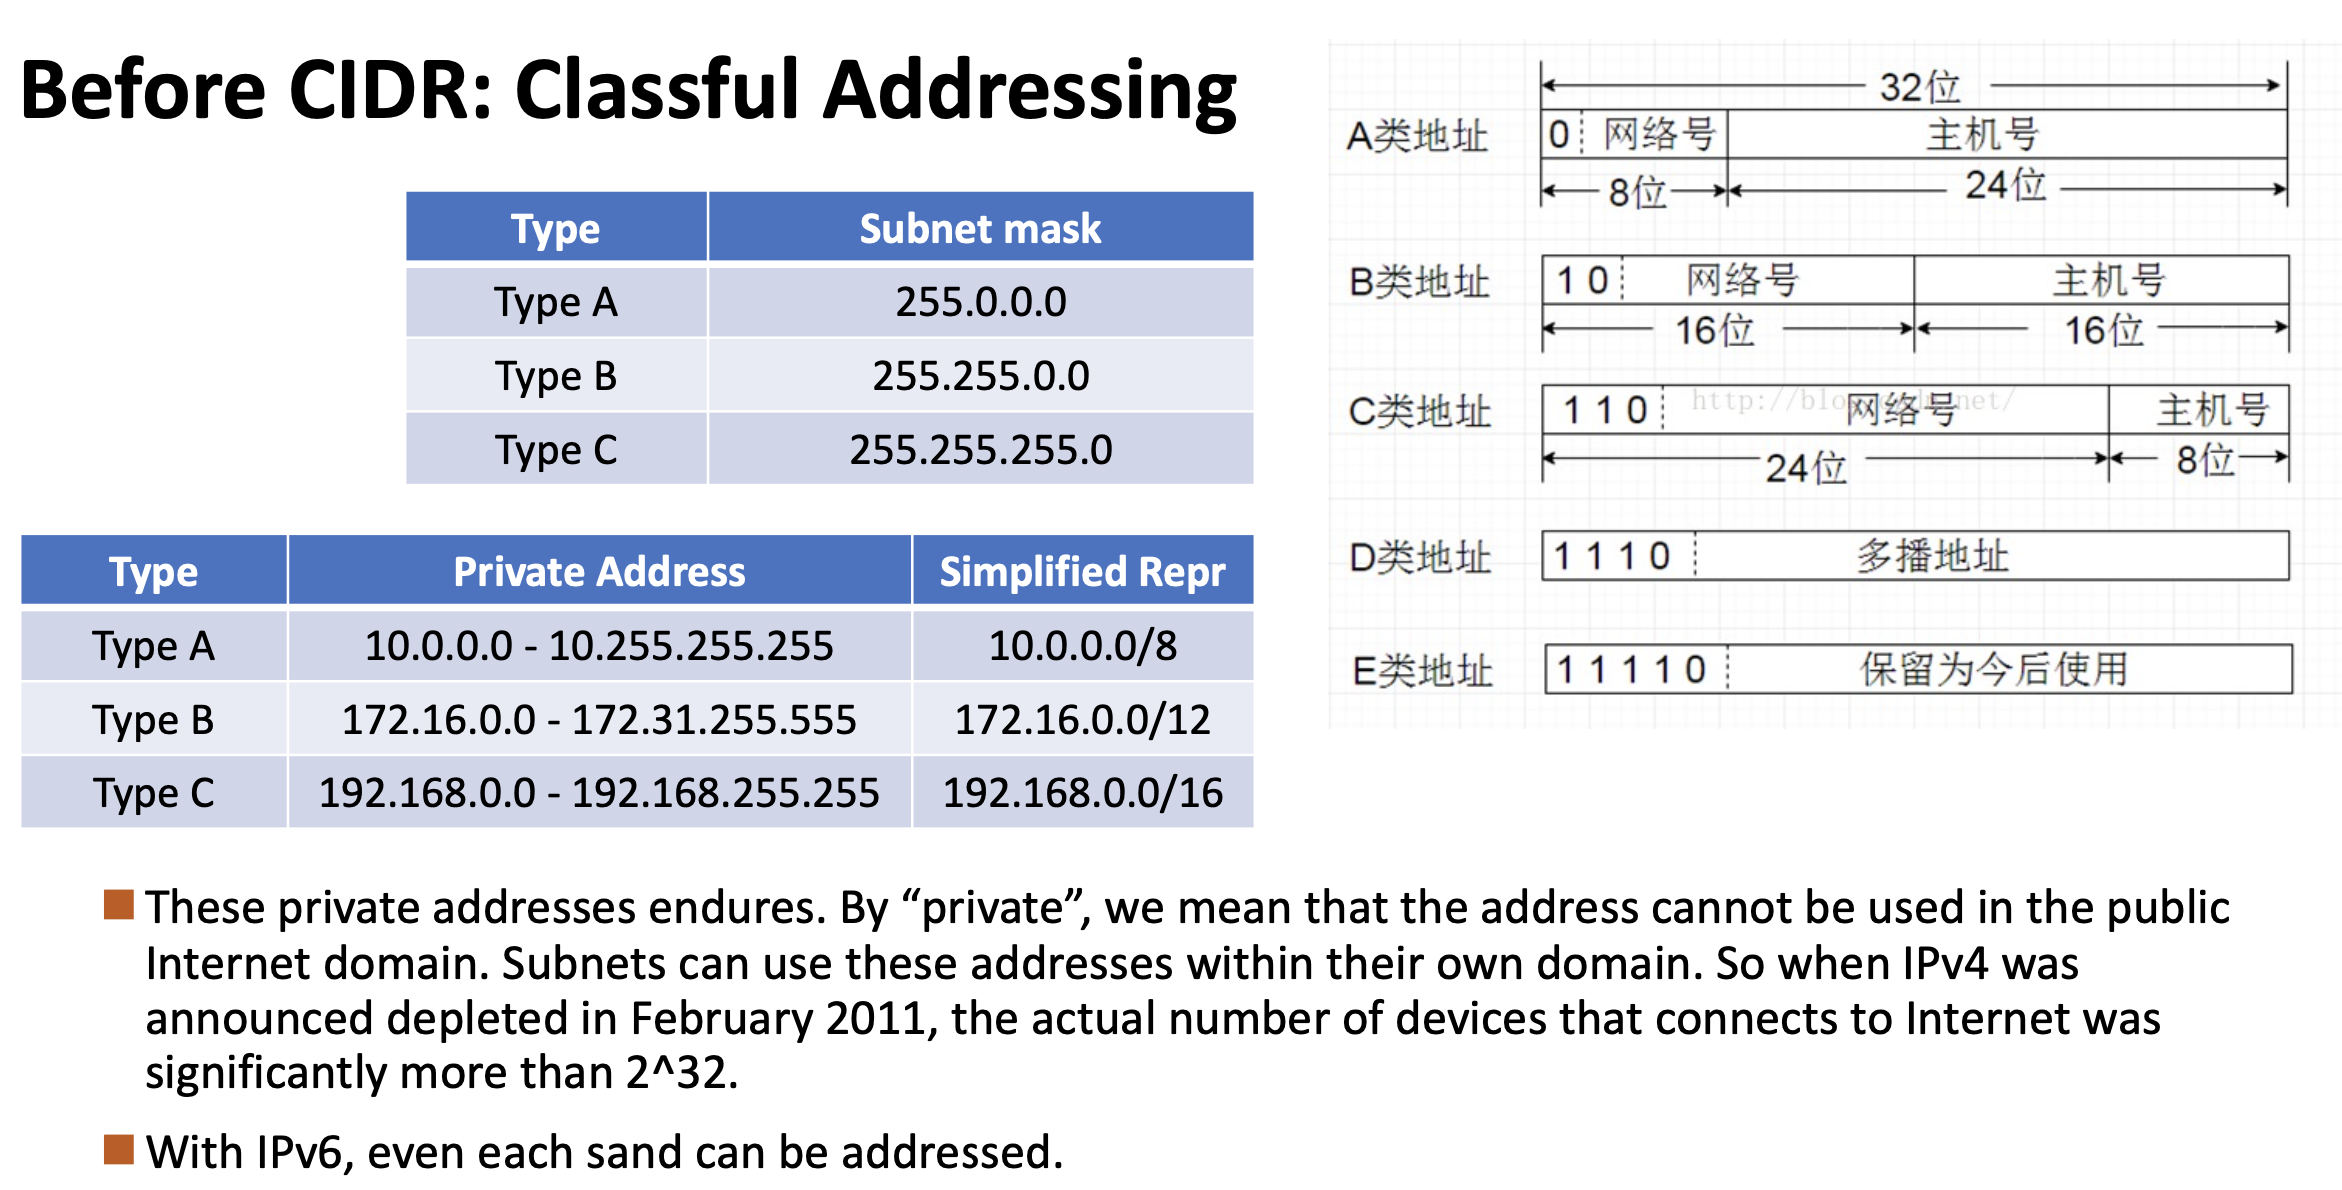 Before CIDR: Classful Addressing
Type Subnet mask
Type A 255.0.0.0
Type B 255.255.0.0
Type C 255.255.255.0
Type Private Address Simplified Repr
Type A 10.0.0.0 - 10.255.255.255 10.0.0.0/8
Type B 172.16.0.0 - 172.31.255.555 172.16.0.0/12
Type C 192.168.0.0 - 192.168.255.255 192.168.0.0/16
32位
A类地址 0 网络号 主机号
8位 24位
B类地址 1 0 网络号 主机号
16位 16位
C类地址 1 1 0 网络号 主机号
24位 8位
D类地址 1 1 1 0 多播地址
E类地址 1 1 1 1 0 保留为今后使用
These private addresses endures. By “private”, we mean that the address cannot be used in the public
Internet domain. Subnets can use these addresses within their own domain. So when IPv4 was
announced depleted in February 2011, the actual number of devices that connects to Internet was
significantly more than 2^32.
With IPv6, even each sand can be addressed.